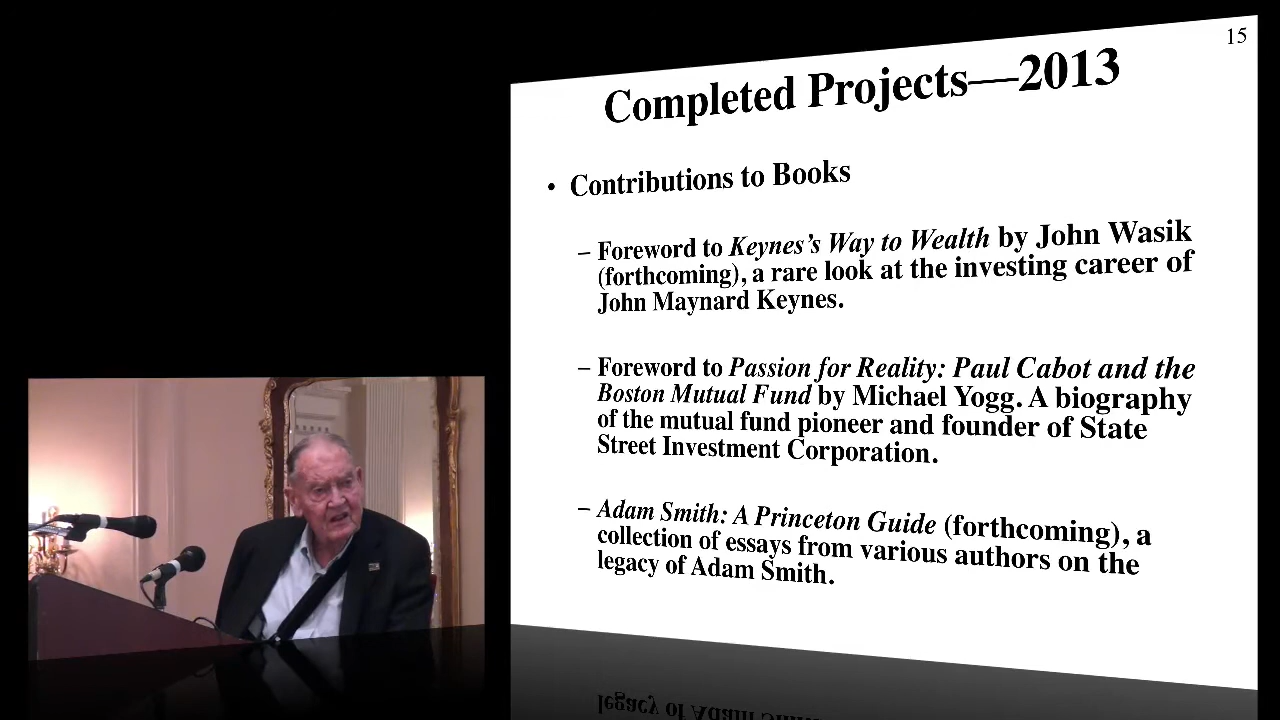 15
Completed Projects—2013
• Contributions to Books
– Foreword to Keynes’s Way to Wealth by John Wasik
(forthcoming), a rare look at the investing career of
John Maynard Keynes.
– Foreword to Passion for Reality: Paul Cabot and the
Boston Mutual Fund by Michael Yogg. A biography
of the mutual fund pioneer and founder of State
Street Investment Corporation.
– Adam Smith: A Princeton Guide (forthcoming), a
collection of essays from various authors on the
legacy of Adam Smith.